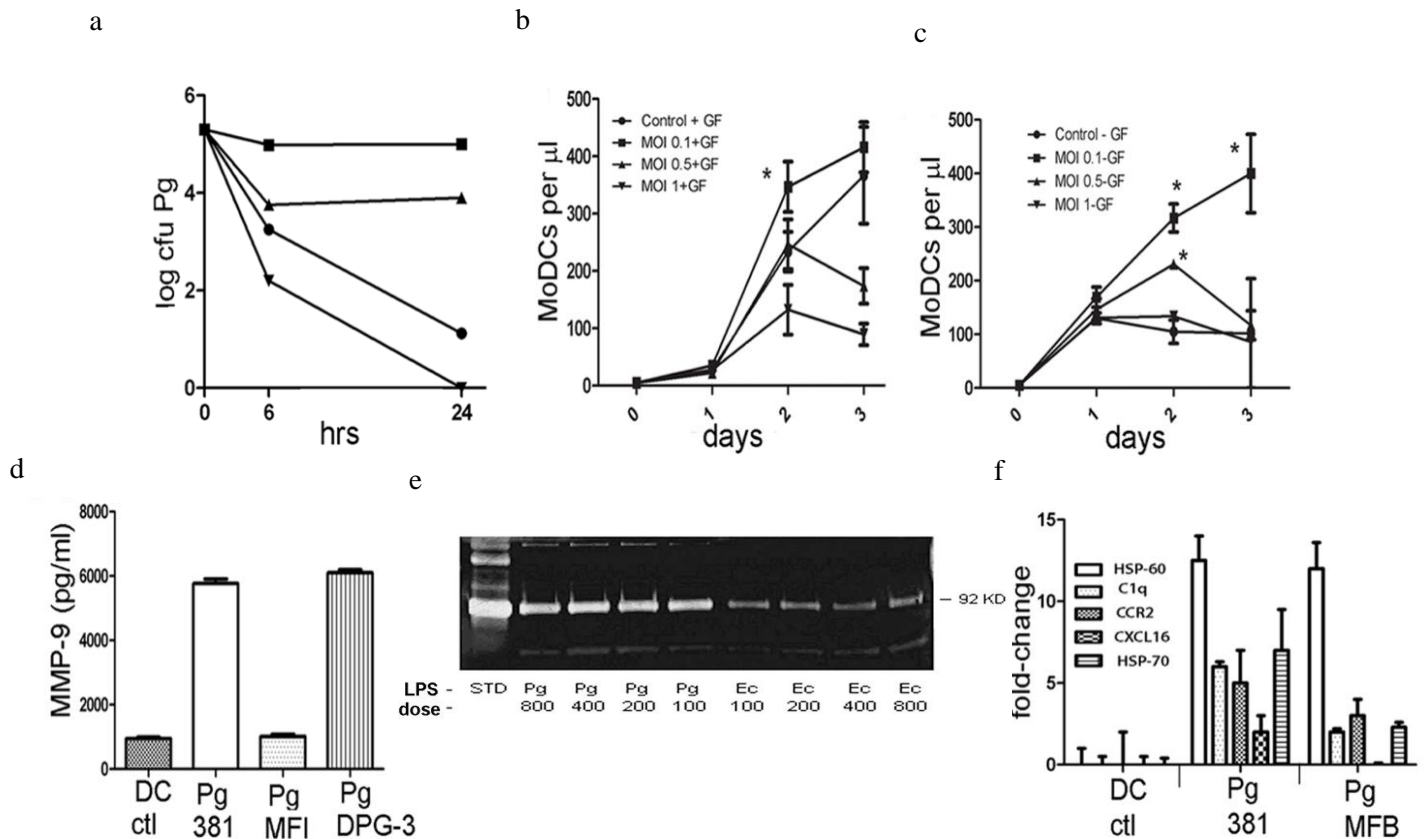 a
log cfu Pg
6
4
2
0
0 6 24
hrs
b
MoDCs per µl
500
400
300
200
100
0
Control + GF
MOI 0.1+GF
MOI 0.5+GF
MOI 1+GF
*
0 1 2 3
days
c
MoDCs per µl
500
400
300
200
100
0
Control - GF
MOI 0.1-GF
MOI 0.5-GF
MOI 1-GF
* * *
0 1 2 3
days
d
MMP-9 (pg/ml)
8000
6000
4000
2000
0
DC Pg Pg Pg
ctl 381 MFI DPG-3
e
– 92 KD
LPS - STD Pg Pg Pg Pg Ec Ec Ec Ec
dose - 800 400 200 100 100 200 400 800
f
fold-change
15
10
5
0
HSP-60
C1q
CCR2
CXCL16
HSP-70
DC Pg Pg
ctl 381 MFB